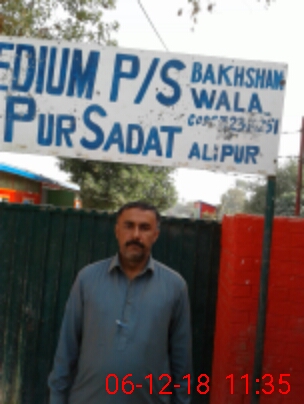 EDIUM P/S BAKHSHAN
WALA
PUR SADAT ALIPUR
06-12-18 11:35